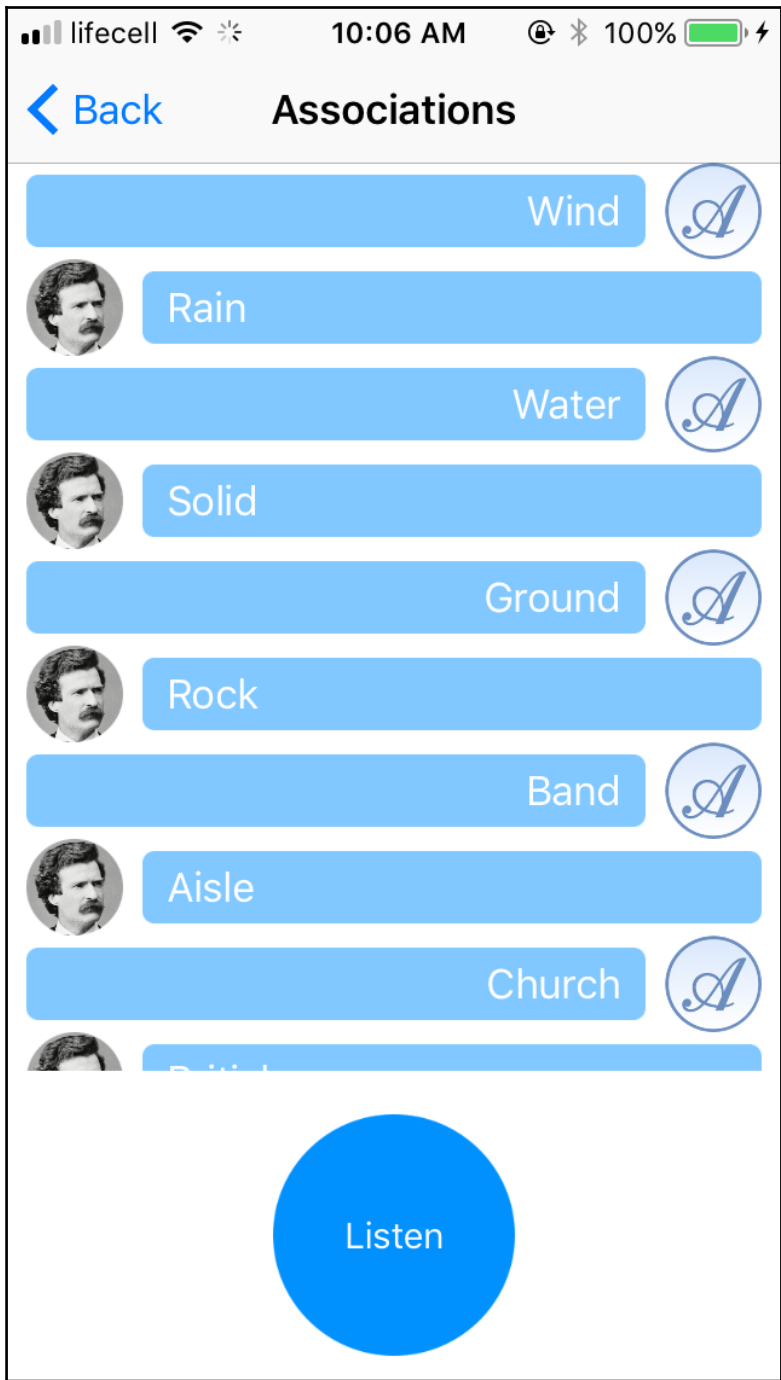 lifecell 10:06 AM 100%
Back Associations
Wind A
Rain
Water A
Solid
Ground A
Rock
Band A
Aisle
Church A
Listen